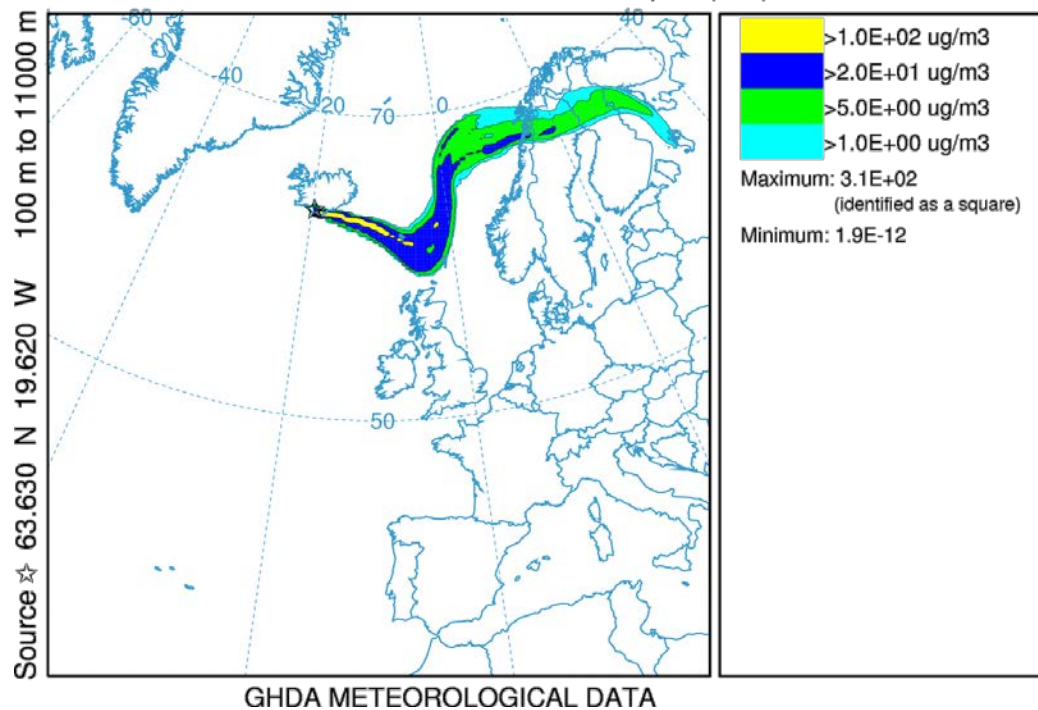 -60
-40
-20
0
40
70
50
Source ☆ 63.630 N 19.620 W 100 m to 11000 m
GHDA METEOROLOGICAL DATA
>1.0E+02 ug/m3
>2.0E+01 ug/m3
>5.0E+00 ug/m3
>1.0E+00 ug/m3
Maximum: 3.1E+02
(identified as a square)
Minimum: 1.9E-12